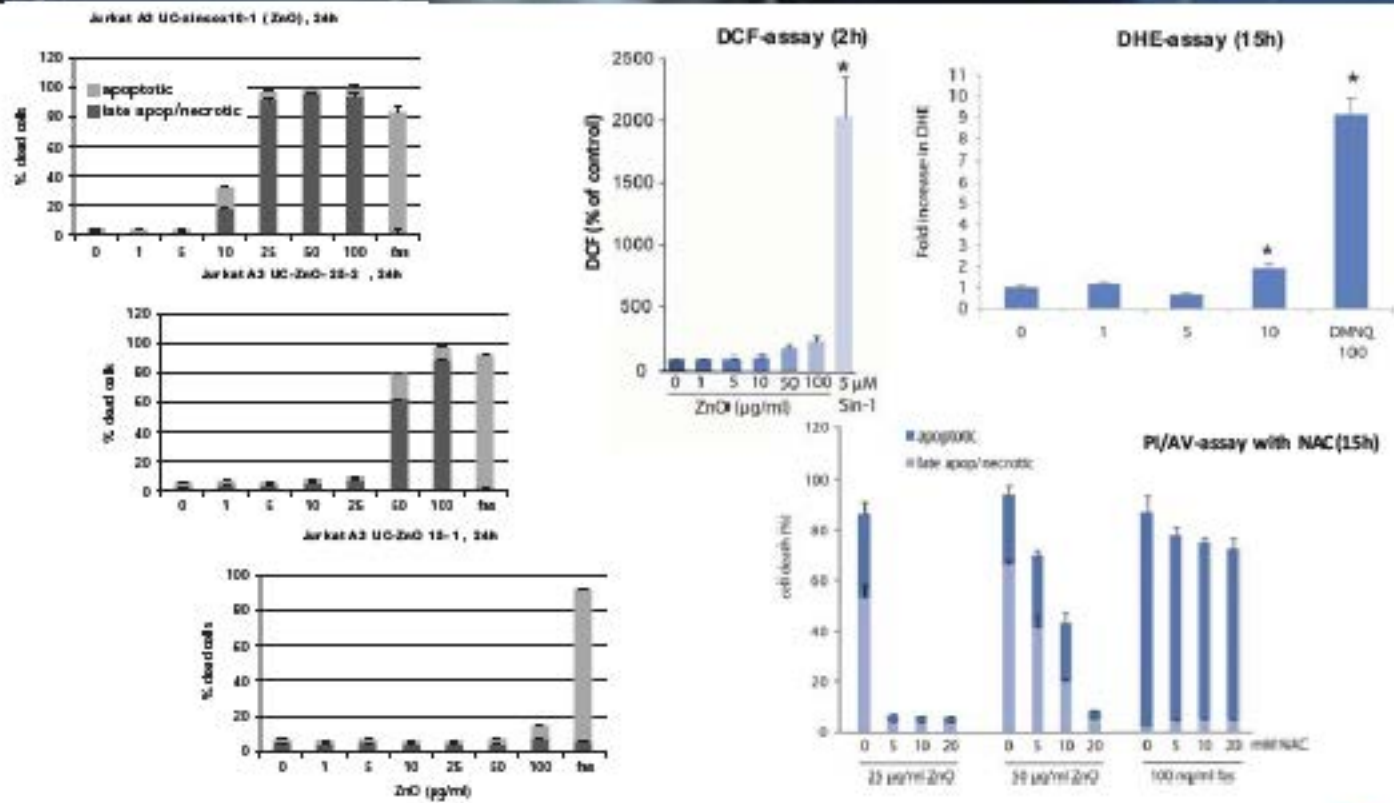 Jurkat A3 UC-sincox10-1 (ZnO), 24h
% dead cells
120
100
80
60
40
20
0
apoptotic
late apop/necrotic
0 1 5 10 25 50 100 fas
Jurkat A3 UC-ZnO-20-2 , 24h
% dead cells
120
100
80
60
40
20
0
0 1 5 10 25 50 100 fas
Jurkat A3 UC-ZnO 10-1, 24h
% dead cells
100
80
60
40
20
0
0 1 5 10 25 50 100 fas
ZnO (µg/ml)
DCF-assay (2h)
DCF (% of control)
2500
2000
1500
1000
500
0
*
0 1 5 10 50 100 5 µM
ZnO (µg/ml) Sin-1
DHE-assay (15h)
Fold increase in DHE
11
10
9
8
7
6
5
4
3
2
1
0
* *
0 1 5 10 DMNQ
100
PI/AV-assay with NAC(15h)
apoptotic
late apop/necrotic
cell death (%)
120
100
80
60
40
20
0
0 5 10 20 0 5 10 20 0 5 10 20 mM NAC
25 µg/ml ZnO 50 µg/ml ZnO 100 ng/ml fas